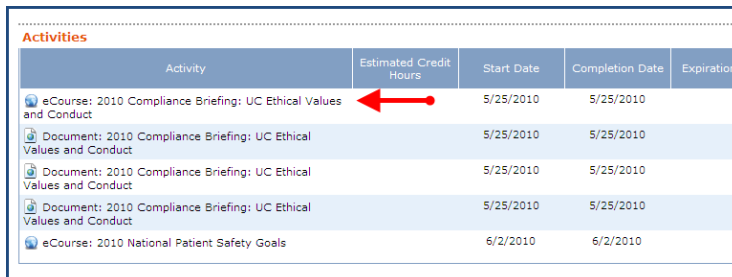 Activities
Activity Estimated Credit Hours Start Date Completion Date Expiration
eCourse: 2010 Compliance Briefing: UC Ethical Values 5/25/2010 5/25/2010
and Conduct
Document: 2010 Compliance Briefing: UC Ethical 5/25/2010 5/25/2010
Values and Conduct
Document: 2010 Compliance Briefing: UC Ethical 5/25/2010 5/25/2010
Values and Conduct
Document: 2010 Compliance Briefing: UC Ethical 5/25/2010 5/25/2010
Values and Conduct
eCourse: 2010 National Patient Safety Goals 6/2/2010 6/2/2010